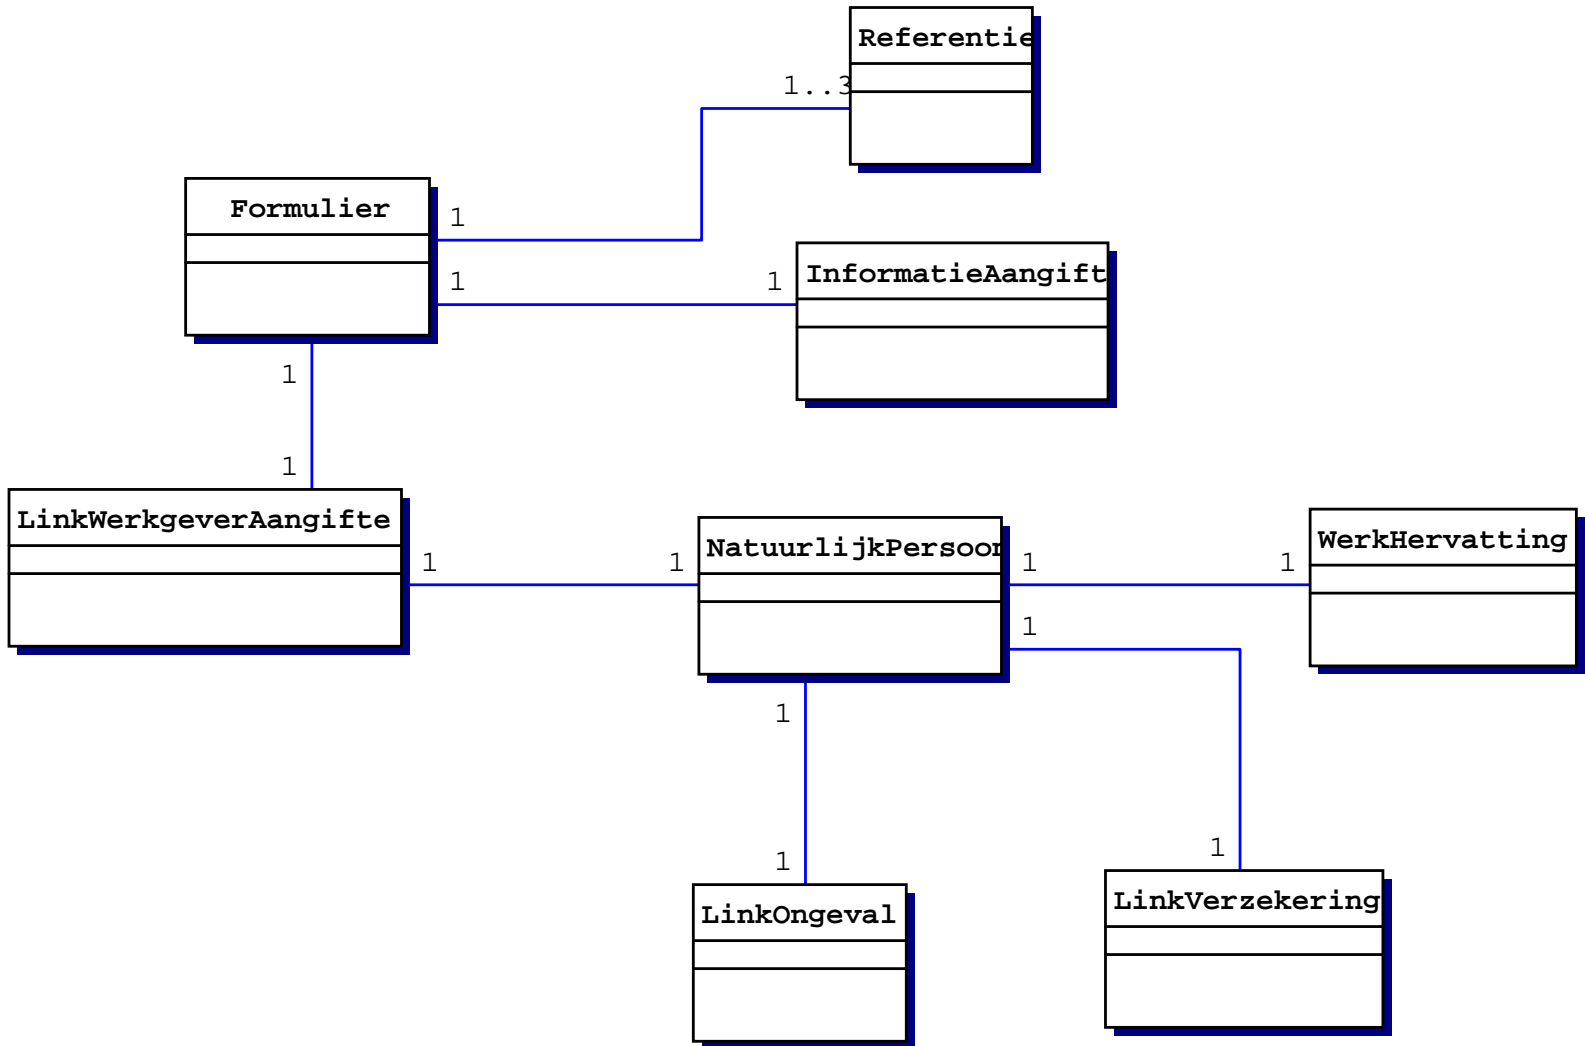 Referentie
1..3
Formulier
1
1
1
InformatieAangift
1
1
LinkWerkgeverAangifte
1
1
NatuurlijkPersoon
1
1
WerkHervatting
1
1
1
1
LinkOngeval
LinkVerzekering